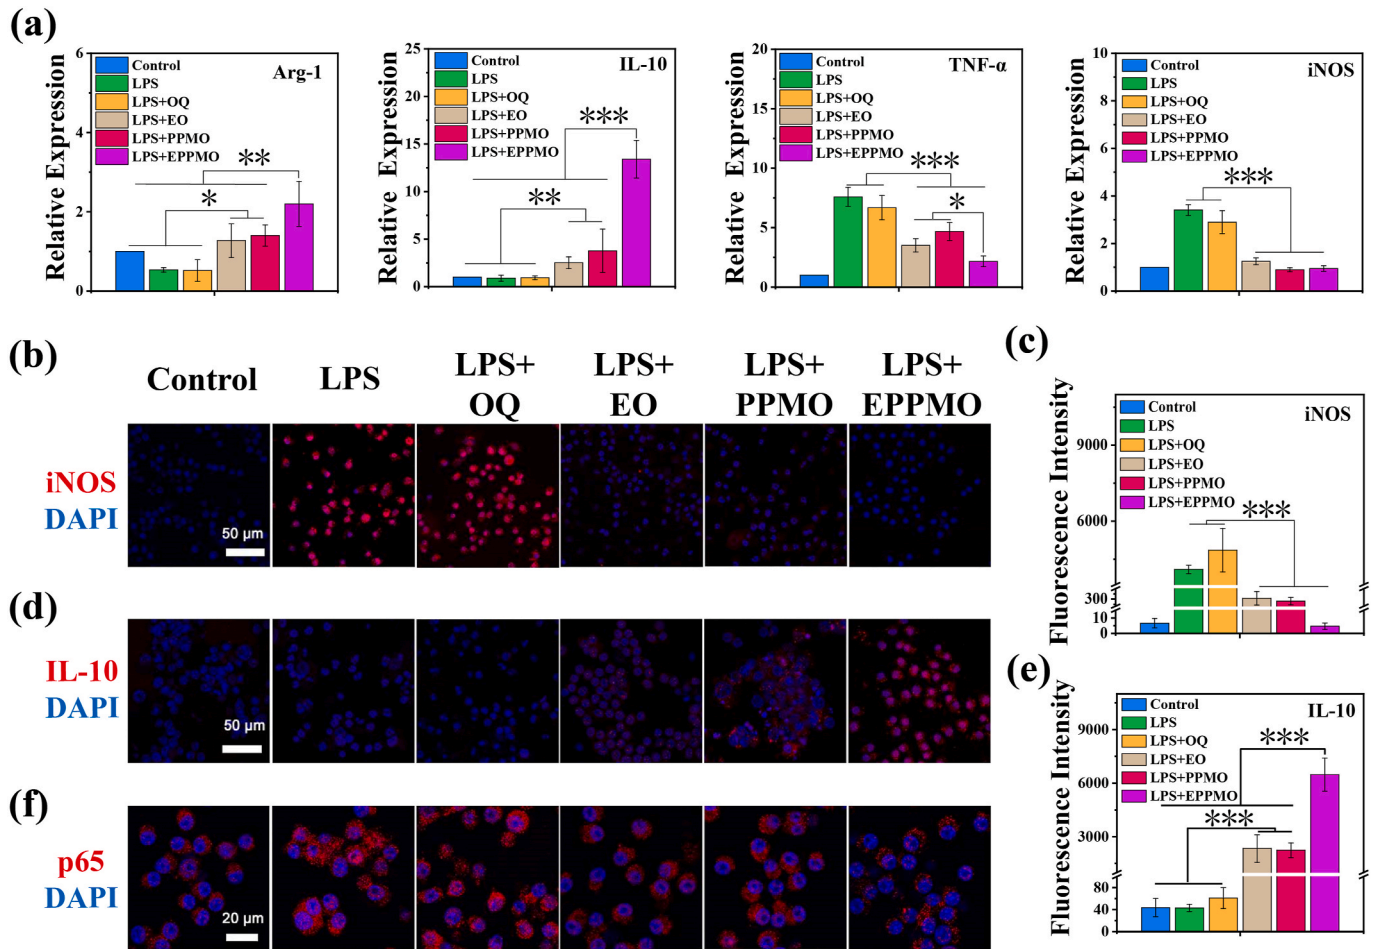 (a)
Relative Expression
6
4
2
0
Control
LPS
LPS+OQ
LPS+EO
LPS+PPMO
LPS+EPPMO
Arg-1
**
*
Relative Expression
25
20
15
10
5
0
Control
LPS
LPS+OQ
LPS+EO
LPS+PPMO
LPS+EPPMO
IL-10
***
**
Relative Expression
20
15
10
5
0
Control
LPS
LPS+OQ
LPS+EO
LPS+PPMO
LPS+EPPMO
TNF-α
***
*
Relative Expression
10
8
6
4
2
0
Control
LPS
LPS+OQ
LPS+EO
LPS+PPMO
LPS+EPPMO
iNOS
***
(b)
Control
LPS
LPS+
OQ
LPS+
EO
LPS+
PPMO
LPS+
EPPMO
iNOS
DAPI
50 μm
(c)
Fluorescence Intensity
9000
6000
300
10
0
Control
LPS
LPS+OQ
LPS+EO
LPS+PPMO
LPS+EPPMO
iNOS
***
(d)
IL-10
DAPI
50 μm
(e)
Fluorescence Intensity
9000
6000
3000
80
40
0
Control
LPS
LPS+OQ
LPS+EO
LPS+PPMO
LPS+EPPMO
IL-10
***
***
(f)
p65
DAPI
20 μm